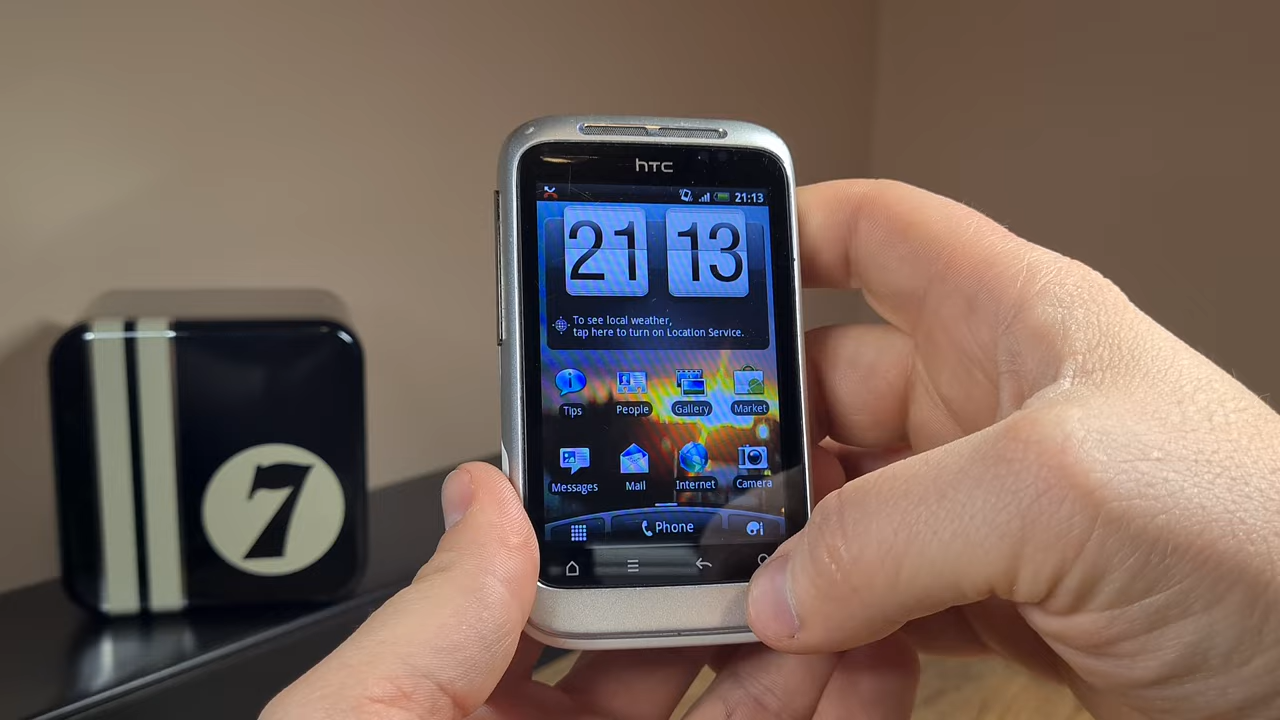 hTC
21:13
21 13
To see local weather,
tap here to turn on Location Service.
Tips People Gallery Market
Messages Mail Internet Camera
Phone
7